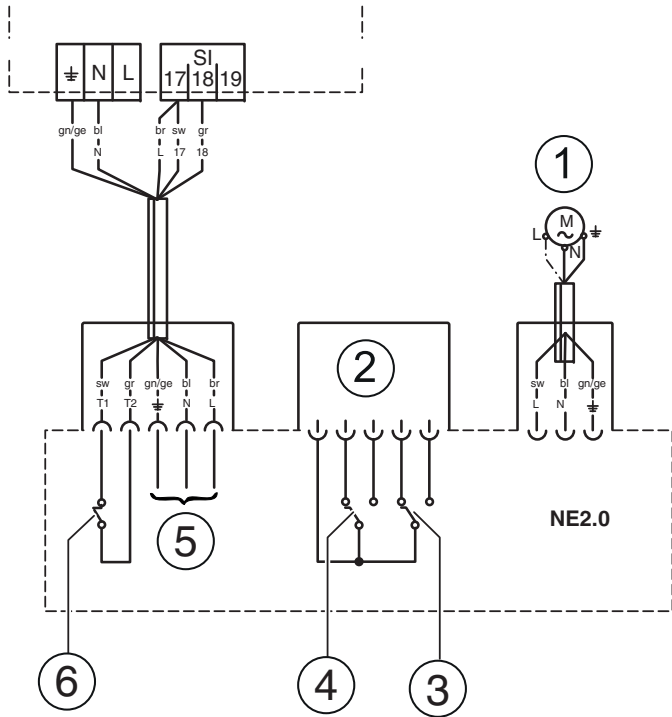 SI
N L 17 18 19
gn/ge bl br sw gr
N L 17 18
1
M
L N
2
sw gr gn/ge bl br
T1 T2 N L
sw bl gn/ge
L N
5
NE2.0
6 4 3